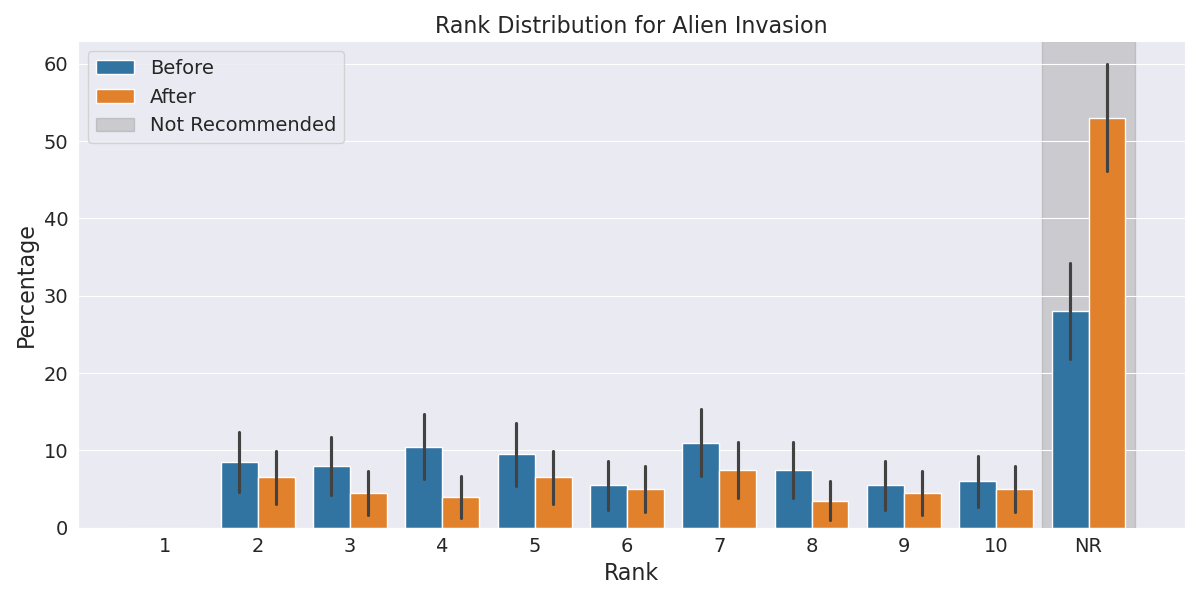 Rank Distribution for Alien Invasion
Before
After
Not Recommended
Percentage
60
50
40
30
20
10
0
1 2 3 4 5 6 7 8 9 10 NR
Rank